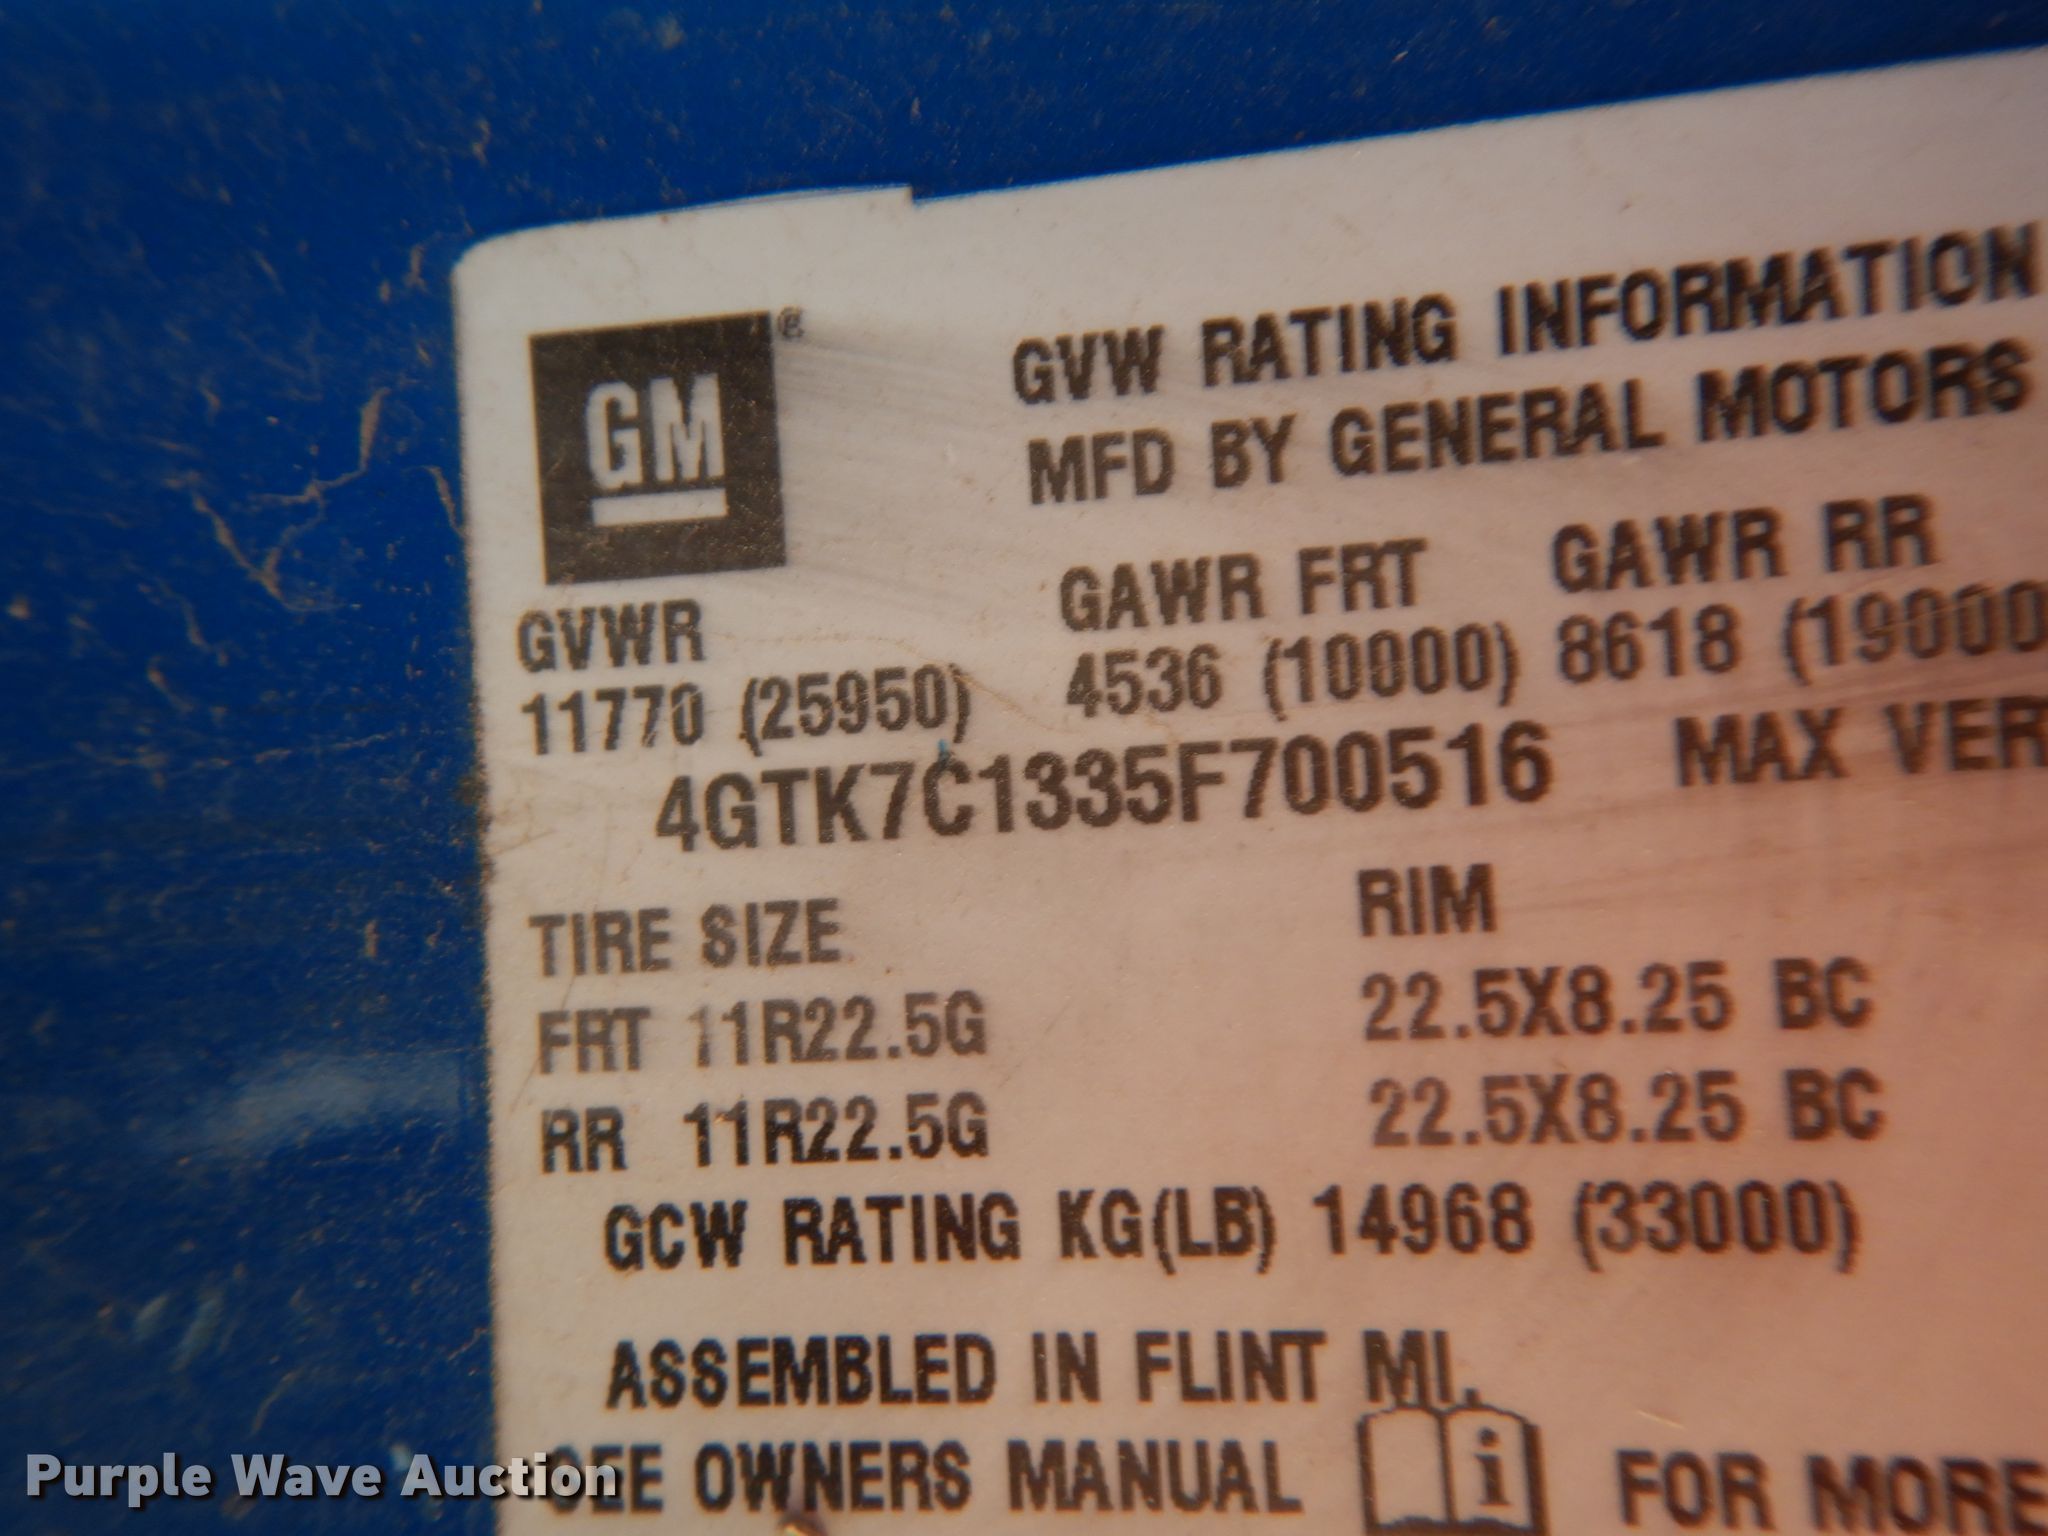 GM®
GVW RATING INFORMATION
MFD BY GENERAL MOTORS
GVWR GAWR FRT GAWR RR
11770 (25950) 4536 (10000) 8618 (19000
4GTK7C1335F700516 MAX VER
TIRE SIZE RIM
FRT 11R22.5G 22.5X8.25 BC
RR 11R22.5G 22.5X8.25 BC
GCW RATING KG(LB) 14968 (33000)
ASSEMBLED IN FLINT MI.
SEE OWNERS MANUAL i FOR MORE
Purple Wave Auction